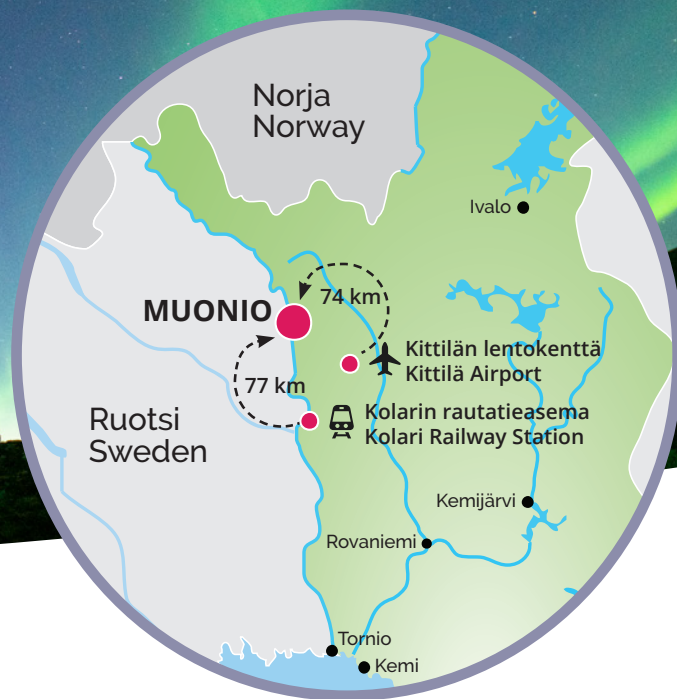 Norja
Norway
Ivalo
MUONIO
74 km
Kittilän lentokenttä
Kittilä Airport
77 km
Kolarin rautatieasema
Kolari Railway Station
Ruotsi
Sweden
Kemijärvi
Rovaniemi
Tornio
Kemi